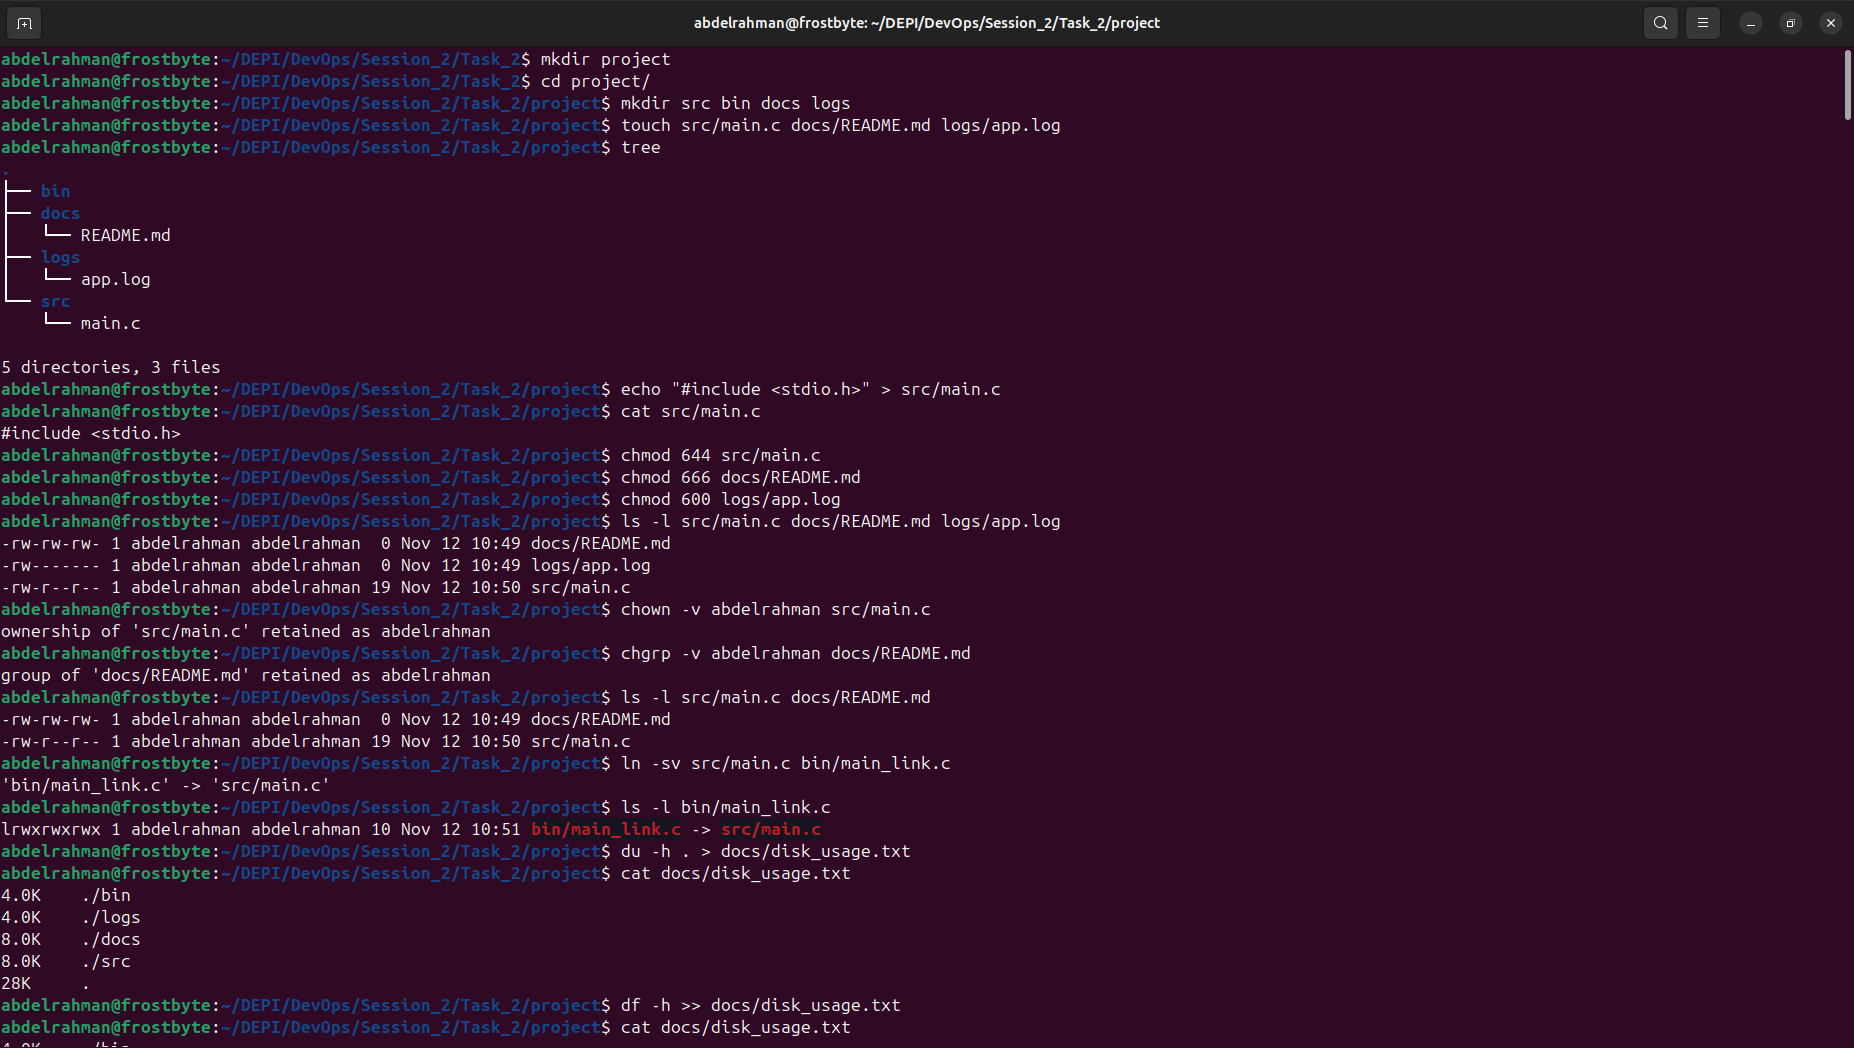 abdelrahman@frostbyte: ~/DEPI/DevOps/Session_2/Task_2/project
abdelrahman@frostbyte:~/DEPI/DevOps/Session_2/Task_2$ mkdir project
abdelrahman@frostbyte:~/DEPI/DevOps/Session_2/Task_2$ cd project/
abdelrahman@frostbyte:~/DEPI/DevOps/Session_2/Task_2/project$ mkdir src bin docs logs
abdelrahman@frostbyte:~/DEPI/DevOps/Session_2/Task_2/project$ touch src/main.c docs/README.md logs/app.log
abdelrahman@frostbyte:~/DEPI/DevOps/Session_2/Task_2/project$ tree
.
├── bin
├── docs
│   └── README.md
├── logs
│   └── app.log
└── src
    └── main.c
5 directories, 3 files
abdelrahman@frostbyte:~/DEPI/DevOps/Session_2/Task_2/project$ echo "#include <stdio.h>" > src/main.c
abdelrahman@frostbyte:~/DEPI/DevOps/Session_2/Task_2/project$ cat src/main.c
#include <stdio.h>
abdelrahman@frostbyte:~/DEPI/DevOps/Session_2/Task_2/project$ chmod 644 src/main.c
abdelrahman@frostbyte:~/DEPI/DevOps/Session_2/Task_2/project$ chmod 666 docs/README.md
abdelrahman@frostbyte:~/DEPI/DevOps/Session_2/Task_2/project$ chmod 600 logs/app.log
abdelrahman@frostbyte:~/DEPI/DevOps/Session_2/Task_2/project$ ls -l src/main.c docs/README.md logs/app.log
-rw-rw-rw- 1 abdelrahman abdelrahman  0 Nov 12 10:49 docs/README.md
-rw------- 1 abdelrahman abdelrahman  0 Nov 12 10:49 logs/app.log
-rw-r--r-- 1 abdelrahman abdelrahman 19 Nov 12 10:50 src/main.c
abdelrahman@frostbyte:~/DEPI/DevOps/Session_2/Task_2/project$ chown -v abdelrahman src/main.c
ownership of 'src/main.c' retained as abdelrahman
abdelrahman@frostbyte:~/DEPI/DevOps/Session_2/Task_2/project$ chgrp -v abdelrahman docs/README.md
group of 'docs/README.md' retained as abdelrahman
abdelrahman@frostbyte:~/DEPI/DevOps/Session_2/Task_2/project$ ls -l src/main.c docs/README.md
-rw-rw-rw- 1 abdelrahman abdelrahman  0 Nov 12 10:49 docs/README.md
-rw-r--r-- 1 abdelrahman abdelrahman 19 Nov 12 10:50 src/main.c
abdelrahman@frostbyte:~/DEPI/DevOps/Session_2/Task_2/project$ ln -sv src/main.c bin/main_link.c
'bin/main_link.c' -> 'src/main.c'
abdelrahman@frostbyte:~/DEPI/DevOps/Session_2/Task_2/project$ ls -l bin/main_link.c
lrwxrwxrwx 1 abdelrahman abdelrahman 10 Nov 12 10:51 bin/main_link.c -> src/main.c
abdelrahman@frostbyte:~/DEPI/DevOps/Session_2/Task_2/project$ du -h . > docs/disk_usage.txt
abdelrahman@frostbyte:~/DEPI/DevOps/Session_2/Task_2/project$ cat docs/disk_usage.txt
4.0K    ./bin
4.0K    ./logs
8.0K    ./docs
8.0K    ./src
28K     .
abdelrahman@frostbyte:~/DEPI/DevOps/Session_2/Task_2/project$ df -h >> docs/disk_usage.txt
abdelrahman@frostbyte:~/DEPI/DevOps/Session_2/Task_2/project$ cat docs/disk_usage.txt